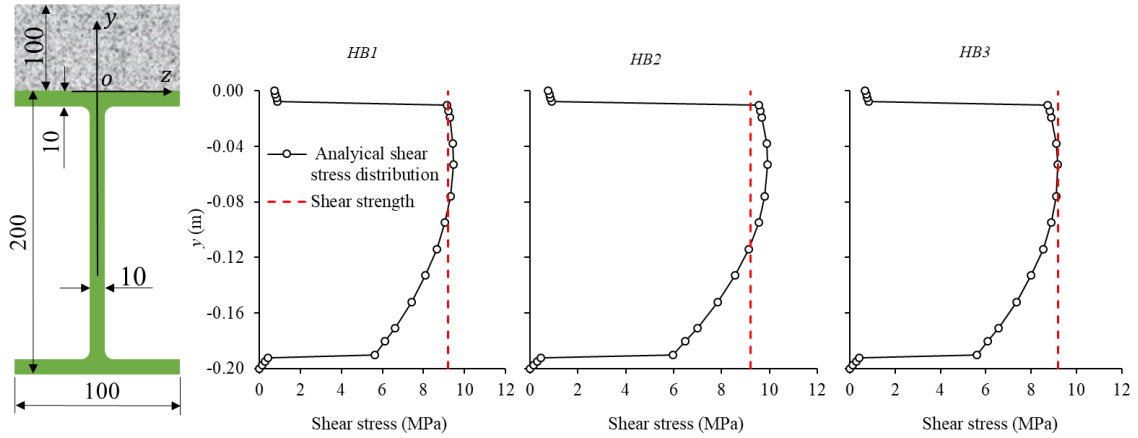 y
100
o
z
10
200
10
100
HB1
HB2
HB3
0.00
-0.04
-0.08
-0.12
-0.16
-0.20
y (m)
Analyical shear
stress distribution
Shear strength
0 2 4 6 8 10 12
0 2 4 6 8 10 12
0 2 4 6 8 10 12
Shear stress (MPa)
Shear stress (MPa)
Shear stress (MPa)